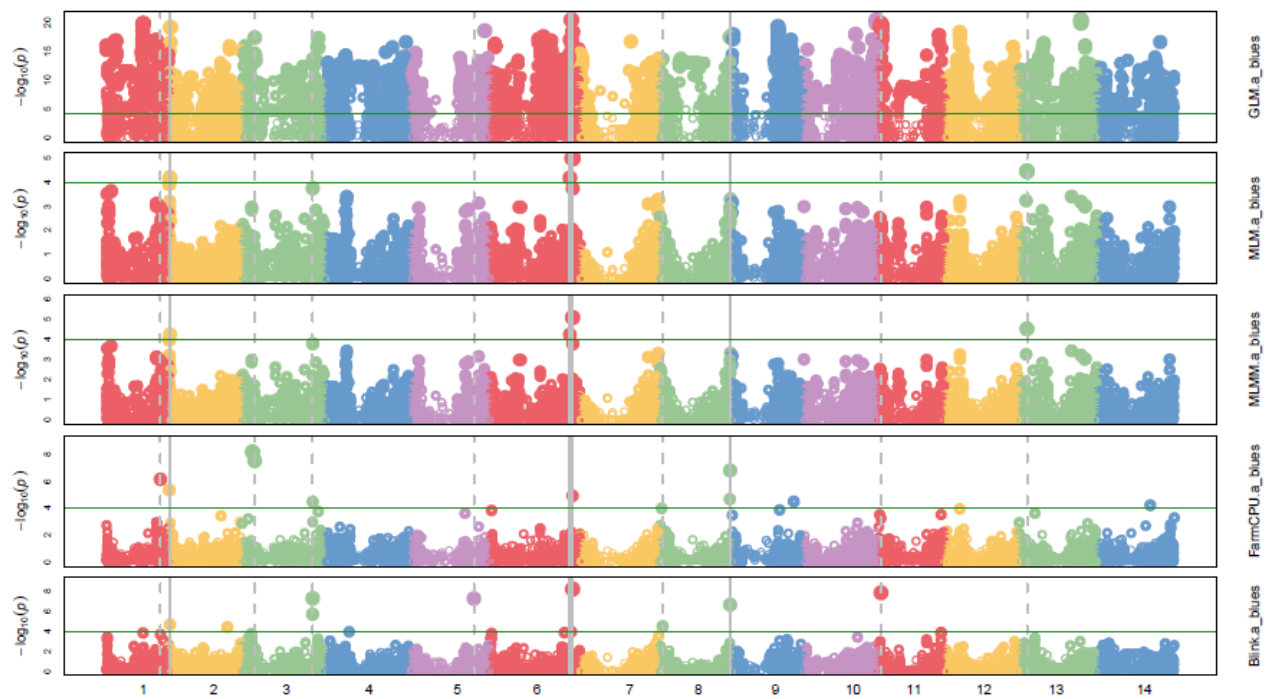 20
15
10
5
0
−log₁₀(p)
GLM.a_blues
5
4
3
2
1
0
−log₁₀(p)
MLM.a_blues
6
5
4
3
2
1
0
−log₁₀(p)
MLMM.a_blues
8
6
4
2
0
−log₁₀(p)
FarmCPU.a_blues
8
6
4
2
0
−log₁₀(p)
Blink.a_blues
1 2 3 4 5 6 7 8 9 10 11 12 13 14